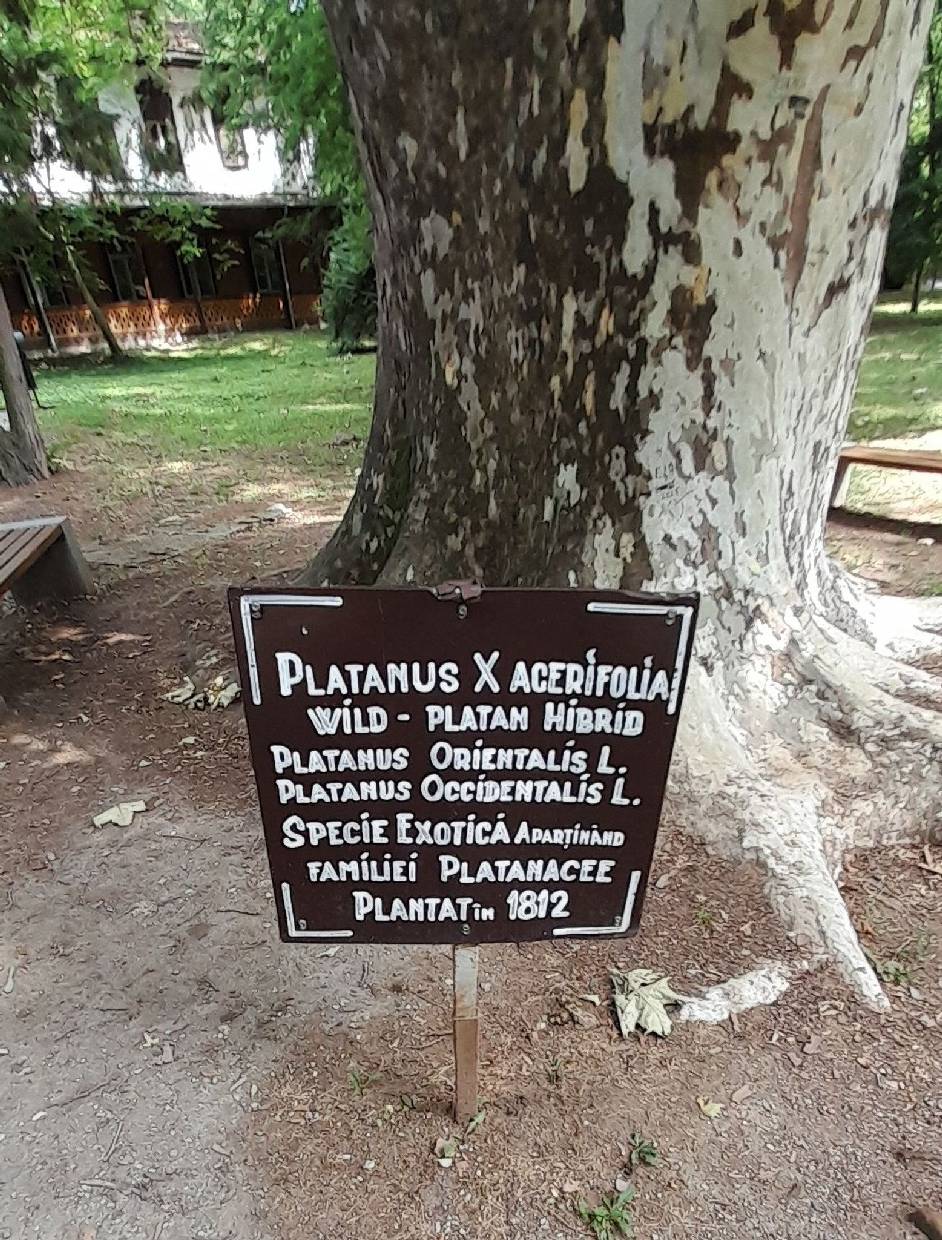 PLATANUS X ACERIFOLIA
WILD - PLATAN HIBRID
PLATANUS ORIENTALIS L.
PLATANUS OCCIDENTALIS L.
SPECIE EXOTICĂ APARȚINÂND
FAMILIEI PLATANACEE
PLANTAT ÎN 1812